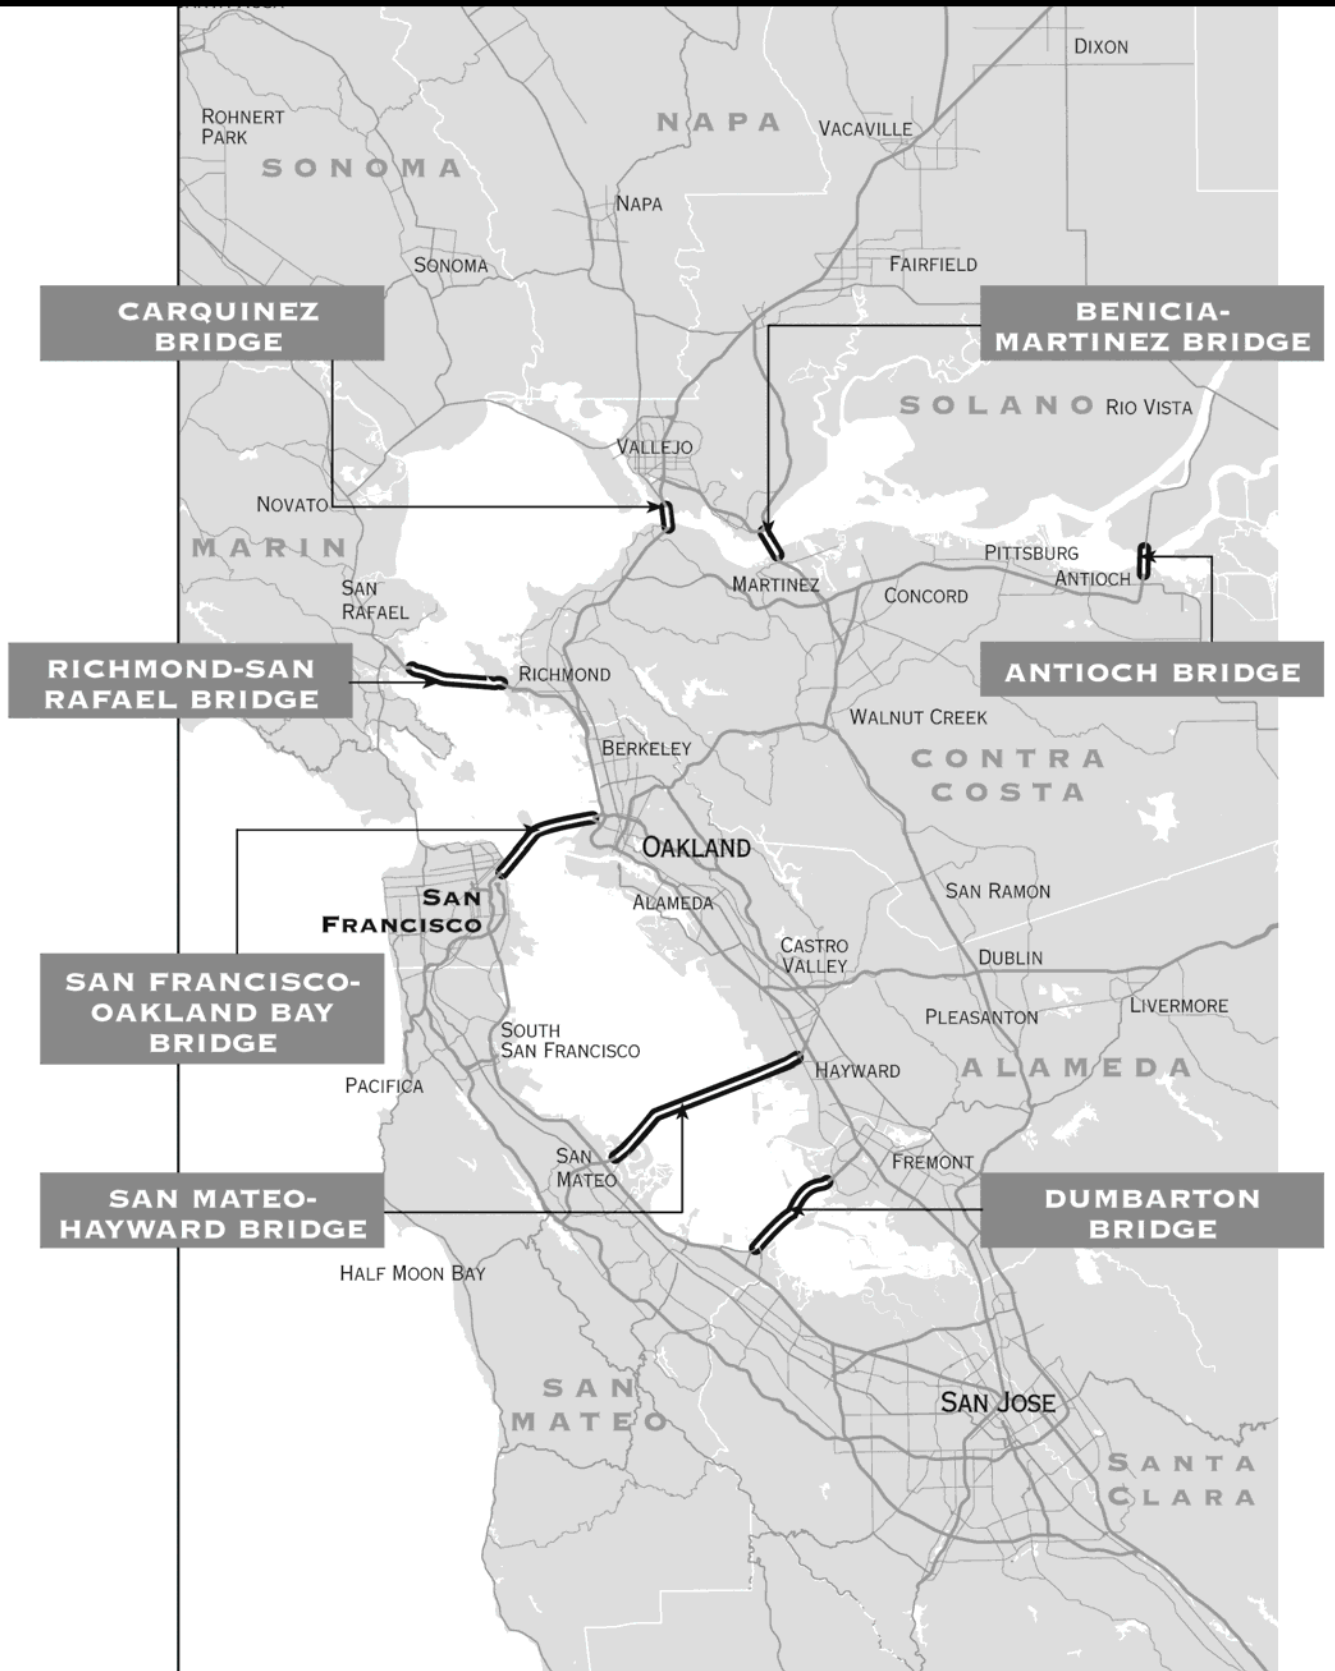 DIXON
ROHNERT
PARK
NAPA
VACAVILLE
SONOMA
NAPA
SONOMA
FAIRFIELD
CARQUINEZ
BRIDGE
BENICIA-
MARTINEZ BRIDGE
SOLANO
RIO VISTA
VALLEJO
NOVATO
MARIN
PITTSBURG
ANTIOCH
MARTINEZ
CONCORD
SAN
RAFAEL
RICHMOND-SAN
RAFAEL BRIDGE
RICHMOND
ANTIOCH BRIDGE
WALNUT CREEK
BERKELEY
CONTRA
COSTA
OAKLAND
SAN
FRANCISCO
ALAMEDA
SAN RAMON
CASTRO
VALLEY
DUBLIN
SAN FRANCISCO-
OAKLAND BAY
BRIDGE
LIVERMORE
PLEASANTON
SOUTH
SAN FRANCISCO
HAYWARD
ALAMEDA
PACIFICA
SAN
MATEO
FREMONT
SAN MATEO-
HAYWARD BRIDGE
DUMBARTON
BRIDGE
HALF MOON BAY
SAN
MATEO
SAN JOSE
SANTA
CLARA